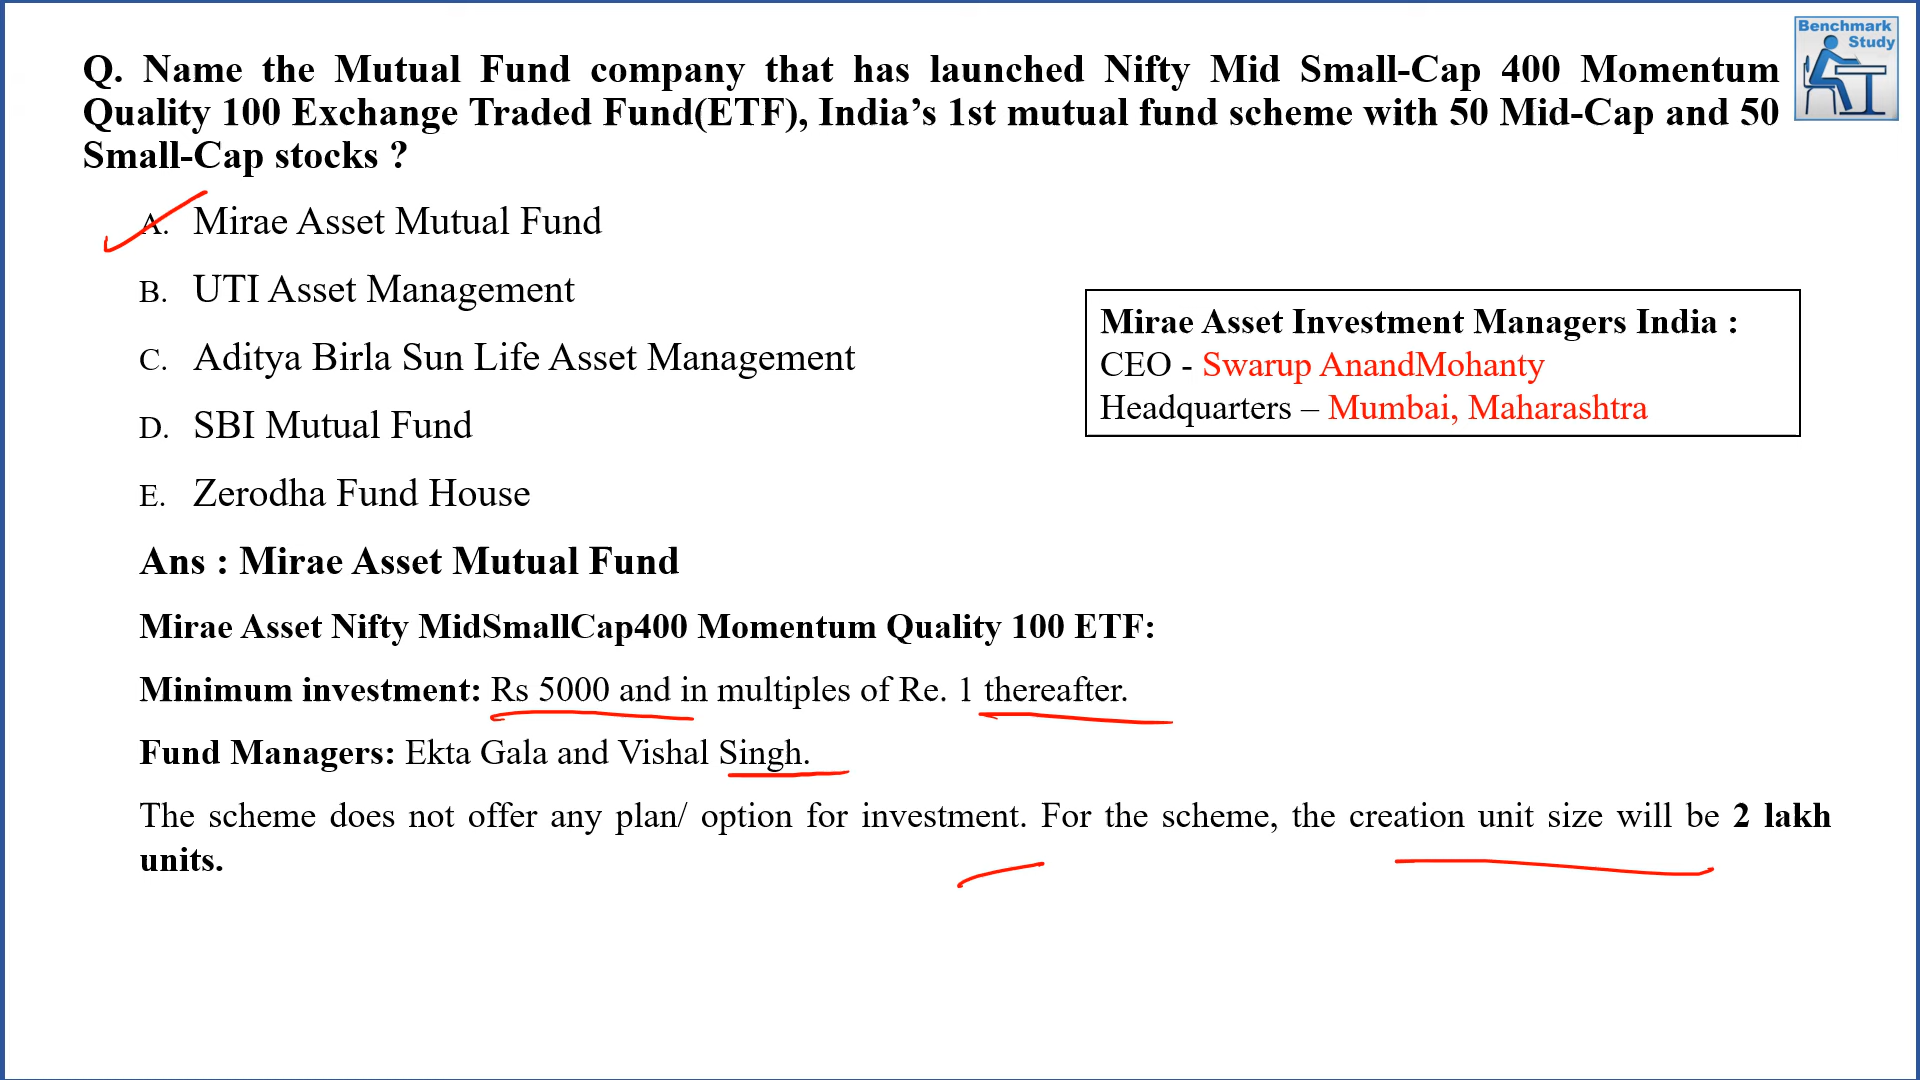 Benchmark
Study
Q. Name the Mutual Fund company that has launched Nifty Mid Small-Cap 400 Momentum
Quality 100 Exchange Traded Fund(ETF), India’s 1st mutual fund scheme with 50 Mid-Cap and 50
Small-Cap stocks ?
A. Mirae Asset Mutual Fund
B. UTI Asset Management
C. Aditya Birla Sun Life Asset Management
D. SBI Mutual Fund
E. Zerodha Fund House
Mirae Asset Investment Managers India :
CEO - Swarup AnandMohanty
Headquarters – Mumbai, Maharashtra
Ans : Mirae Asset Mutual Fund
Mirae Asset Nifty MidSmallCap400 Momentum Quality 100 ETF:
Minimum investment: Rs 5000 and in multiples of Re. 1 thereafter.
Fund Managers: Ekta Gala and Vishal Singh.
The scheme does not offer any plan/ option for investment. For the scheme, the creation unit size will be 2 lakh
units.